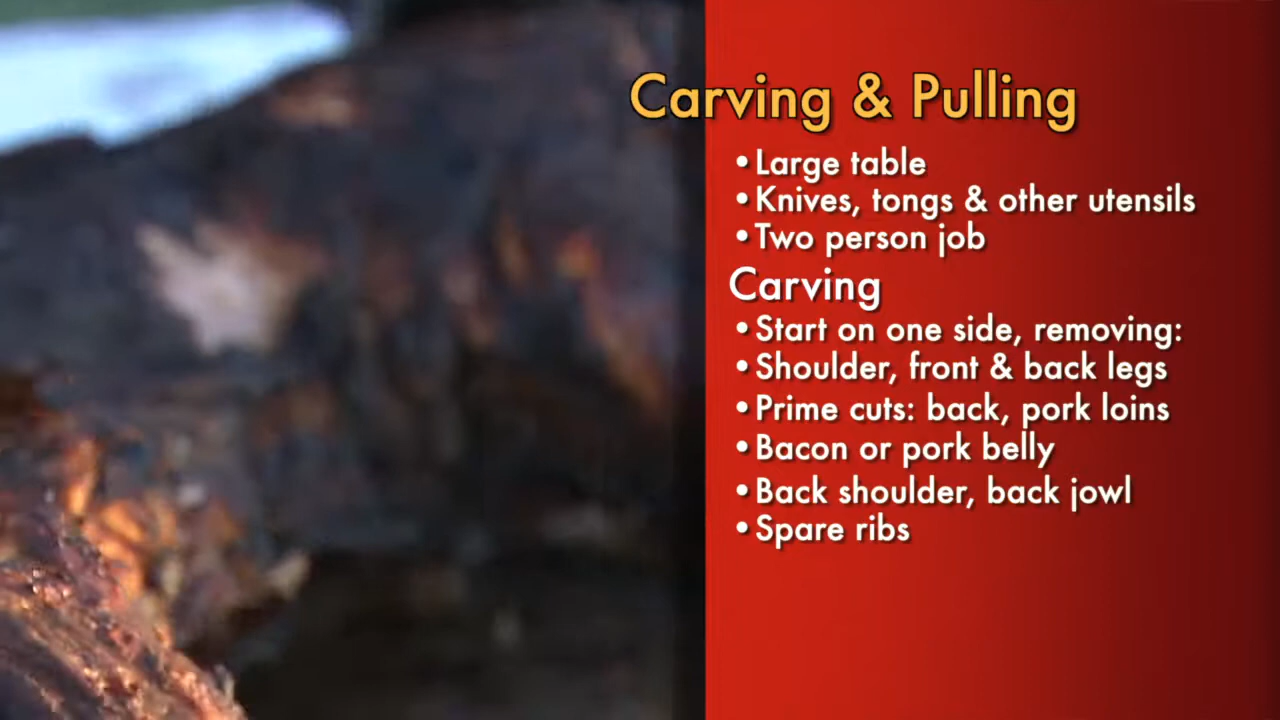 Carving & Pulling
• Large table
• Knives, tongs & other utensils
• Two person job
Carving
• Start on one side, removing:
• Shoulder, front & back legs
• Prime cuts: back, pork loins
• Bacon or pork belly
• Back shoulder, back jowl
• Spare ribs